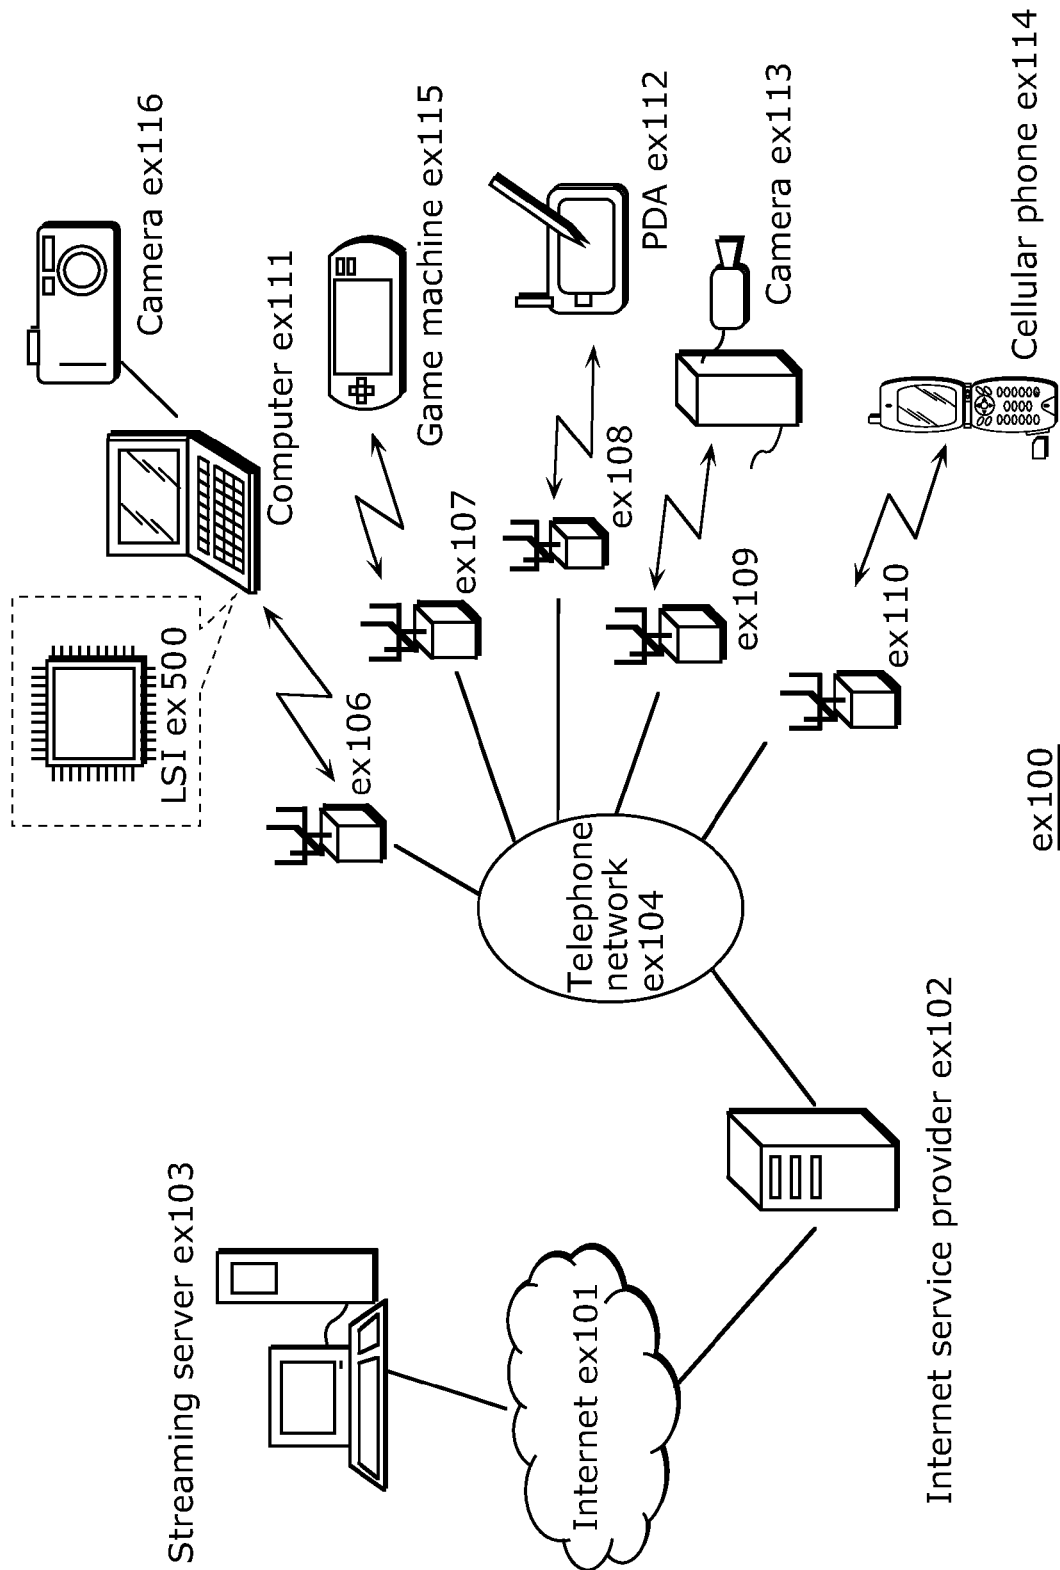 Streaming server ex103
Internet ex101
Internet service provider ex102
Telephone
network
ex104
LSI ex500
ex106
Computer ex111
Camera ex116
ex107
Game machine ex115
ex108
PDA ex112
ex109
Camera ex113
ex110
Cellular phone ex114
ex100